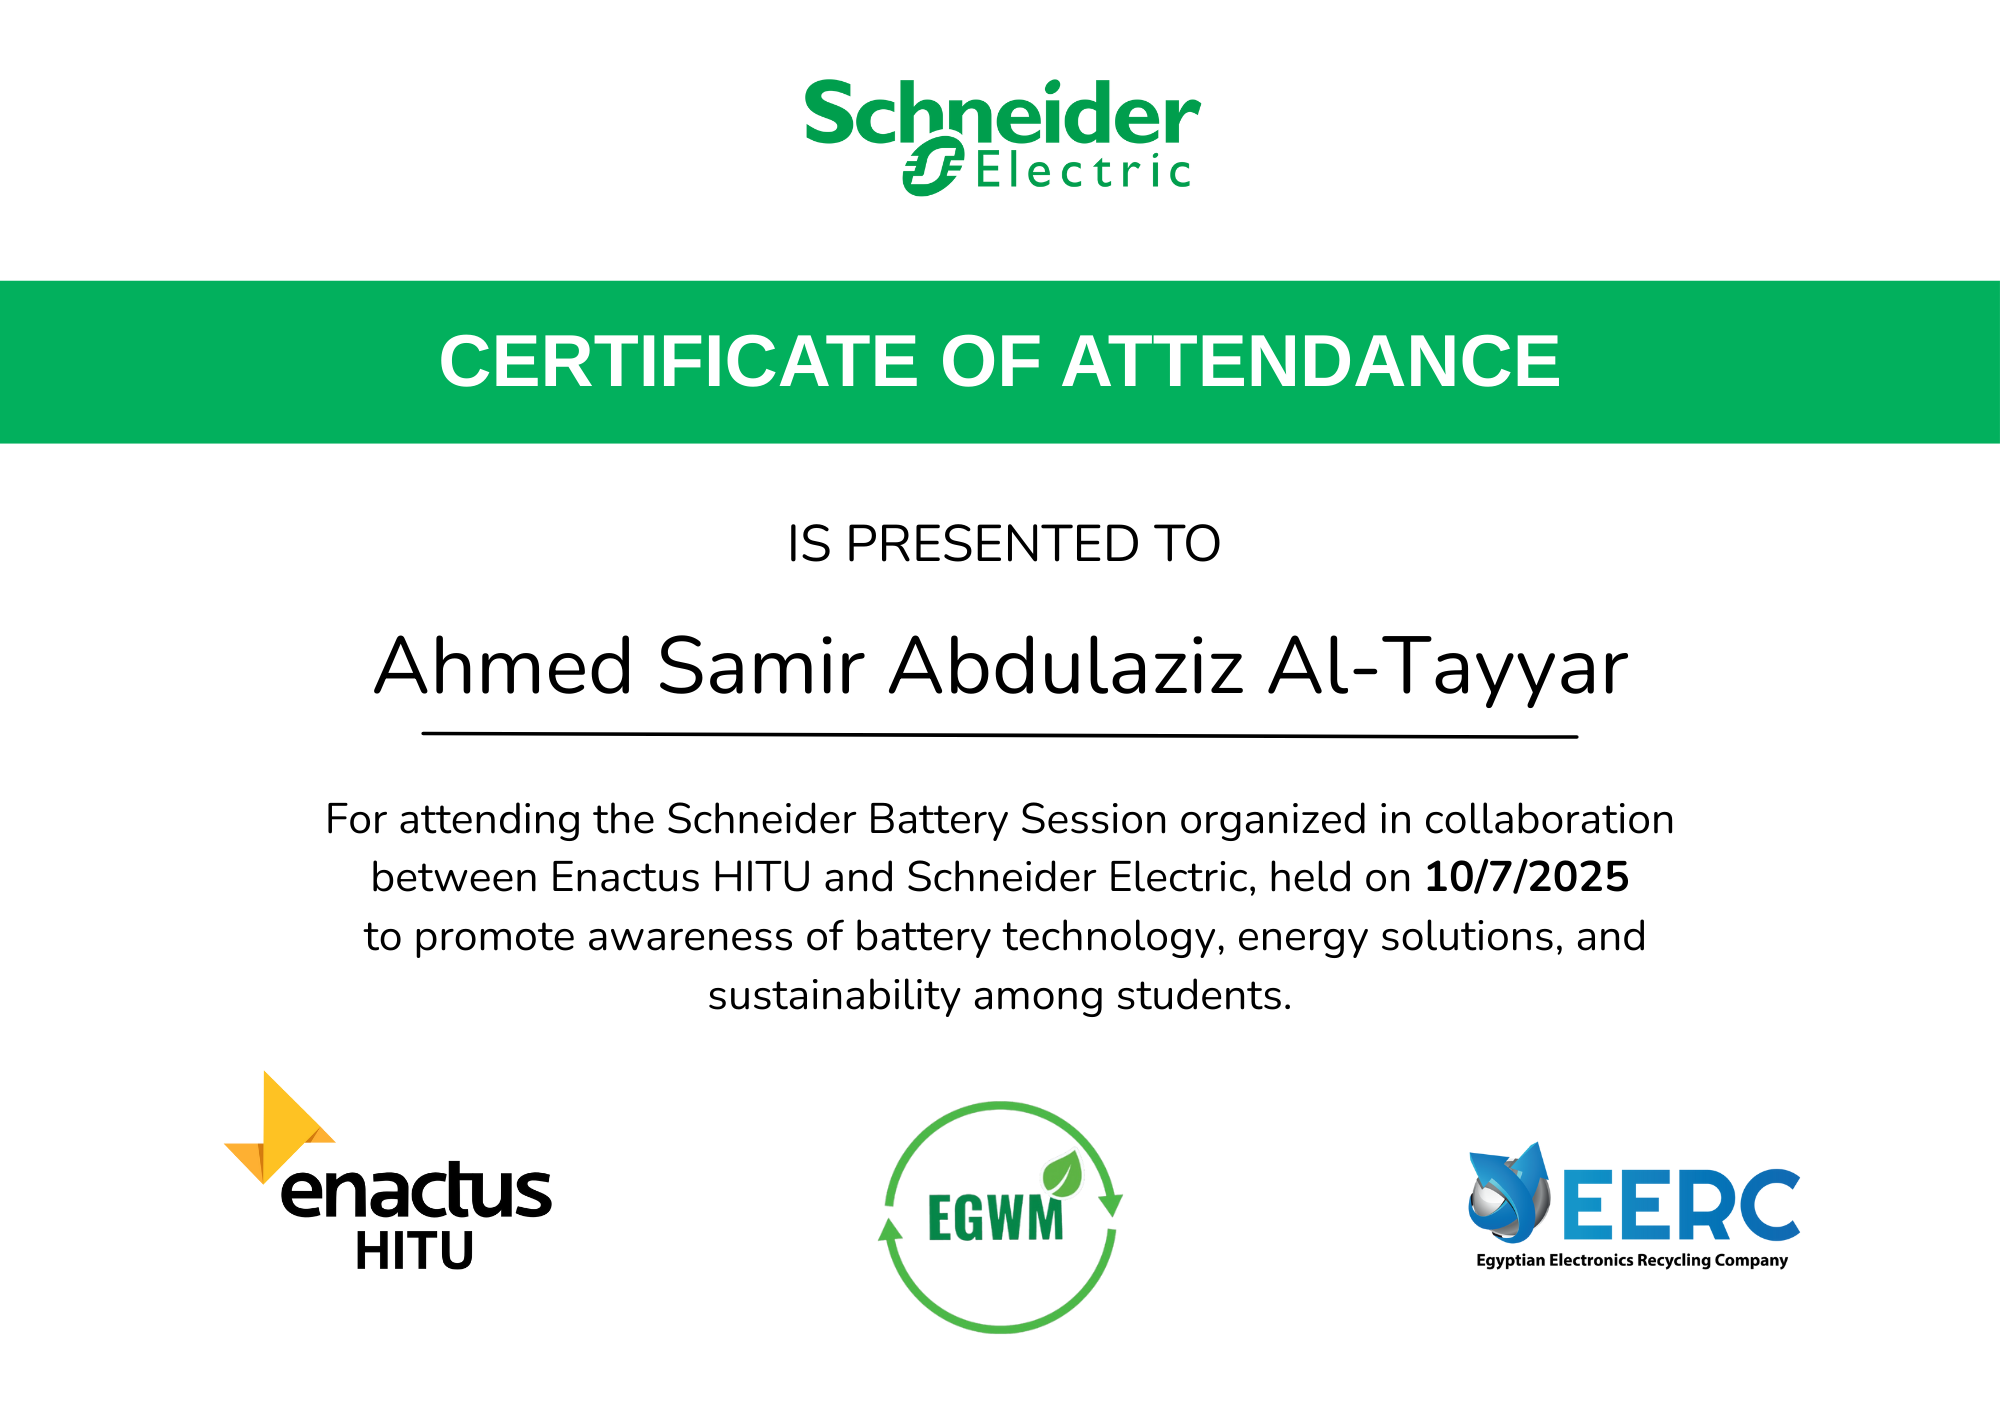 Schneider
Electric
CERTIFICATE OF ATTENDANCE
IS PRESENTED TO
Ahmed Samir Abdulaziz Al-Tayyar
For attending the Schneider Battery Session organized in collaboration
between Enactus HITU and Schneider Electric, held on 10/7/2025
to promote awareness of battery technology, energy solutions, and
sustainability among students.
enactus
HITU
EGWM
EERC
Egyptian Electronics Recycling Company